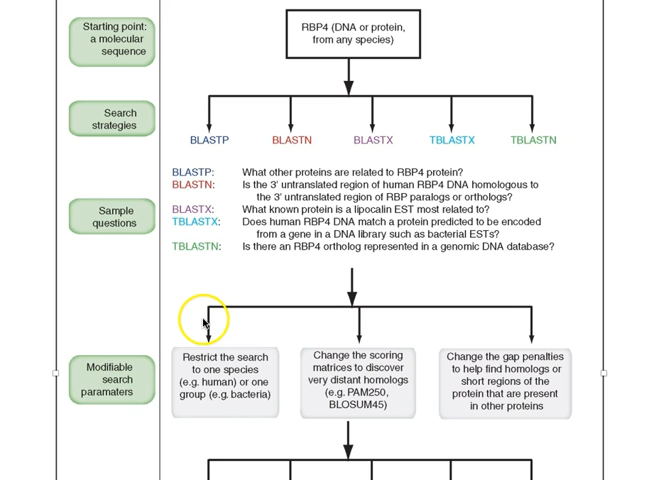 Starting point:
a molecular
sequence
RBP4 (DNA or protein,
from any species)
Search
strategies
BLASTP
BLASTN
BLASTX
TBLASTX
TBLASTN
Sample
questions
BLASTP: What other proteins are related to RBP4 protein?
BLASTN: Is the 3' untranslated region of human RBP4 DNA homologous to
the 3' untranslated region of RBP paralogs or orthologs?
BLASTX: What known protein is a lipocalin EST most related to?
TBLASTX: Does human RBP4 DNA match a protein predicted to be encoded
from a gene in a DNA library such as bacterial ESTs?
TBLASTN: Is there an RBP4 ortholog represented in a genomic DNA database?
Modifiable
search
paramaters
Restrict the search
to one species
(e.g. human) or one
group (e.g. bacteria)
Change the scoring
matrices to discover
very distant homologs
(e.g. PAM250,
BLOSUM45)
Change the gap penalties
to help find homologs or
short regions of the
protein that are present
in other proteins